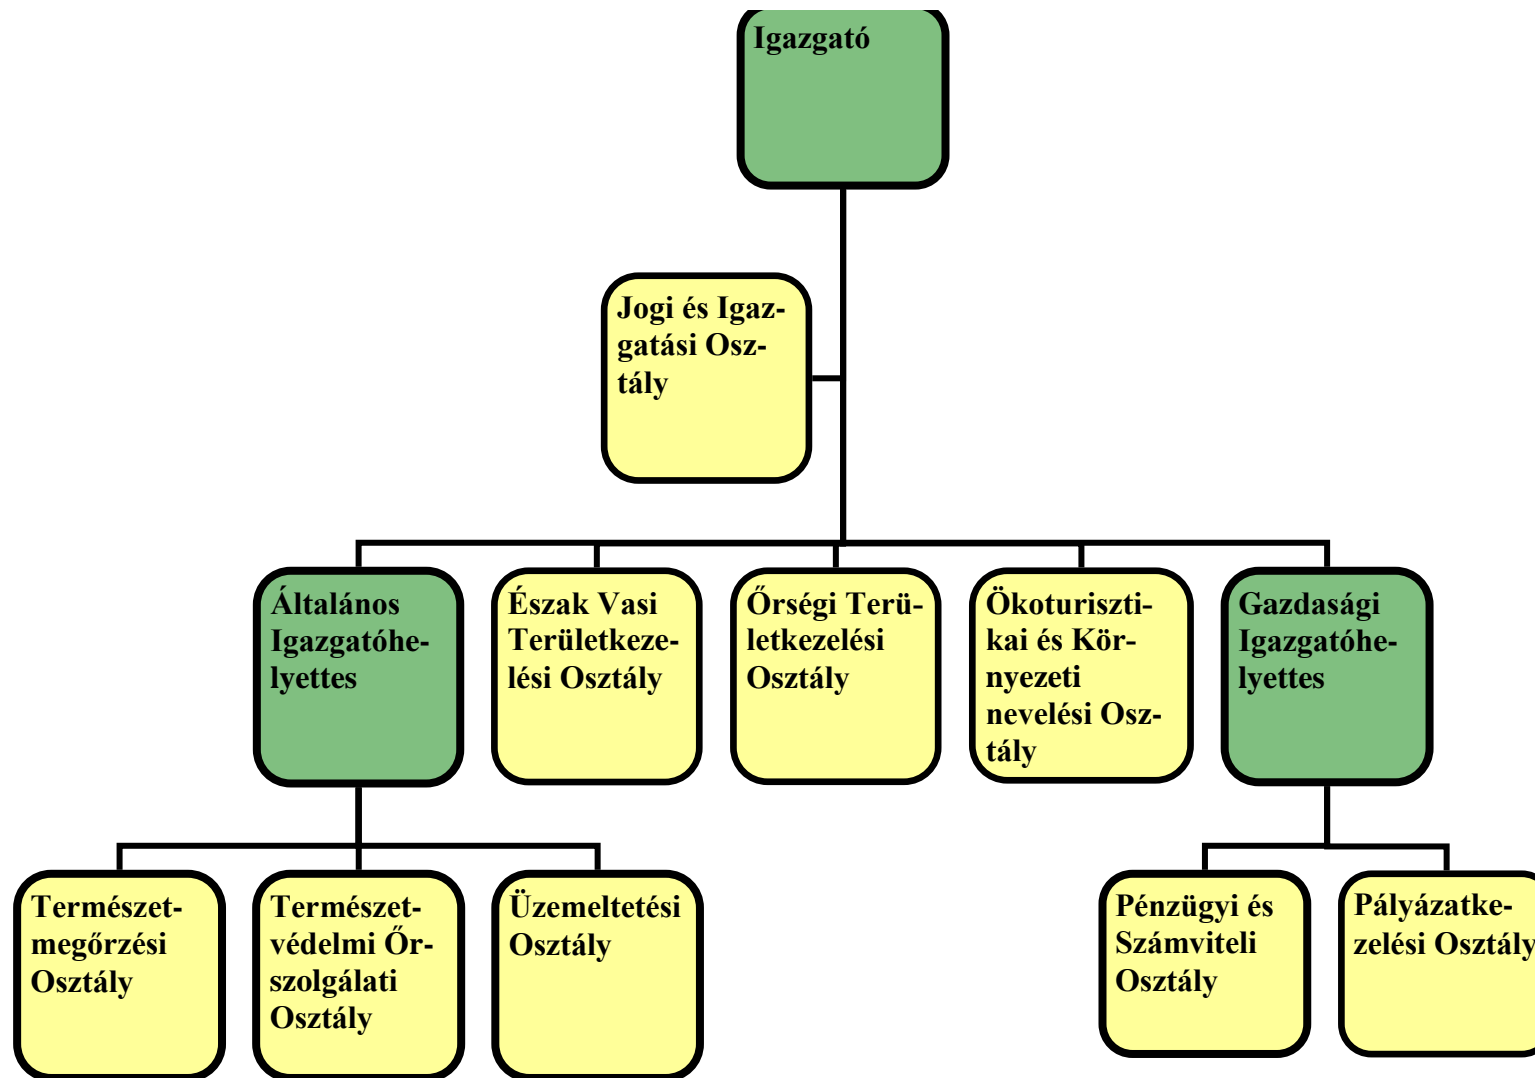 Igazgató
Jogi és Igaz-
gatási Osz-
tály
Általános
Igazgatóhe-
lyettes
Észak Vasi
Területkeze-
lési Osztály
Őrségi Terü-
letkezelési
Osztály
Ökoturiszti-
kai és Kör-
nyezeti
nevelési Osz-
tály
Gazdasági
Igazgatóhe-
lyettes
Természet-
megőrzési
Osztály
Természet-
védelmi Őr-
szolgálati
Osztály
Üzemeltetési
Osztály
Pénzügyi és
Számviteli
Osztály
Pályázatke-
zelési Osztály